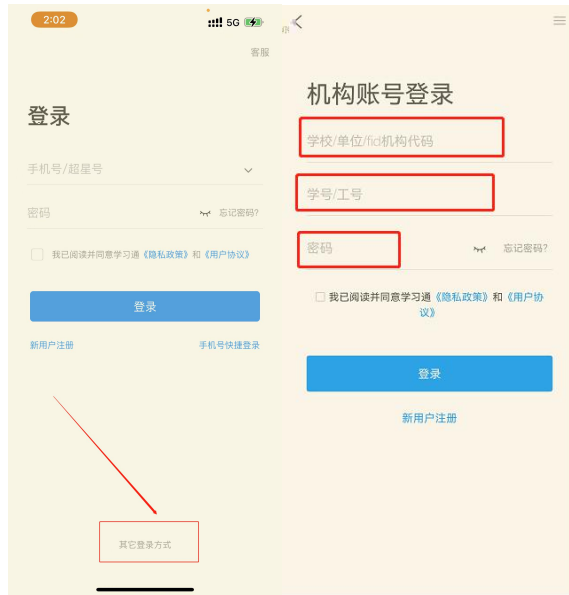 2:02
5G
客服
登录
手机号/超星号
密码
忘记密码?
我已阅读并同意学习通《隐私政策》和《用户协议》
登录
新用户注册
手机号快捷登录
其它登录方式
机构账号登录
学校/单位/fid机构代码
学号/工号
密码
忘记密码?
我已阅读并同意学习通《隐私政策》和《用户协
议》
登录
新用户注册